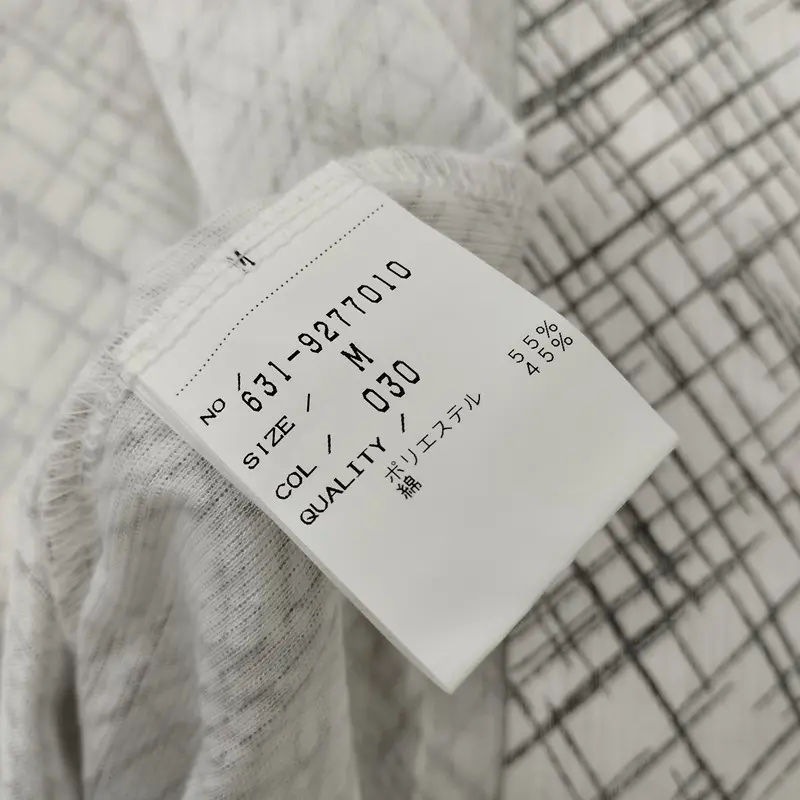 M
NO / 631-9277010
SIZE / M
COL / 030
QUALITY /
ポリエステル 55%
綿 45%